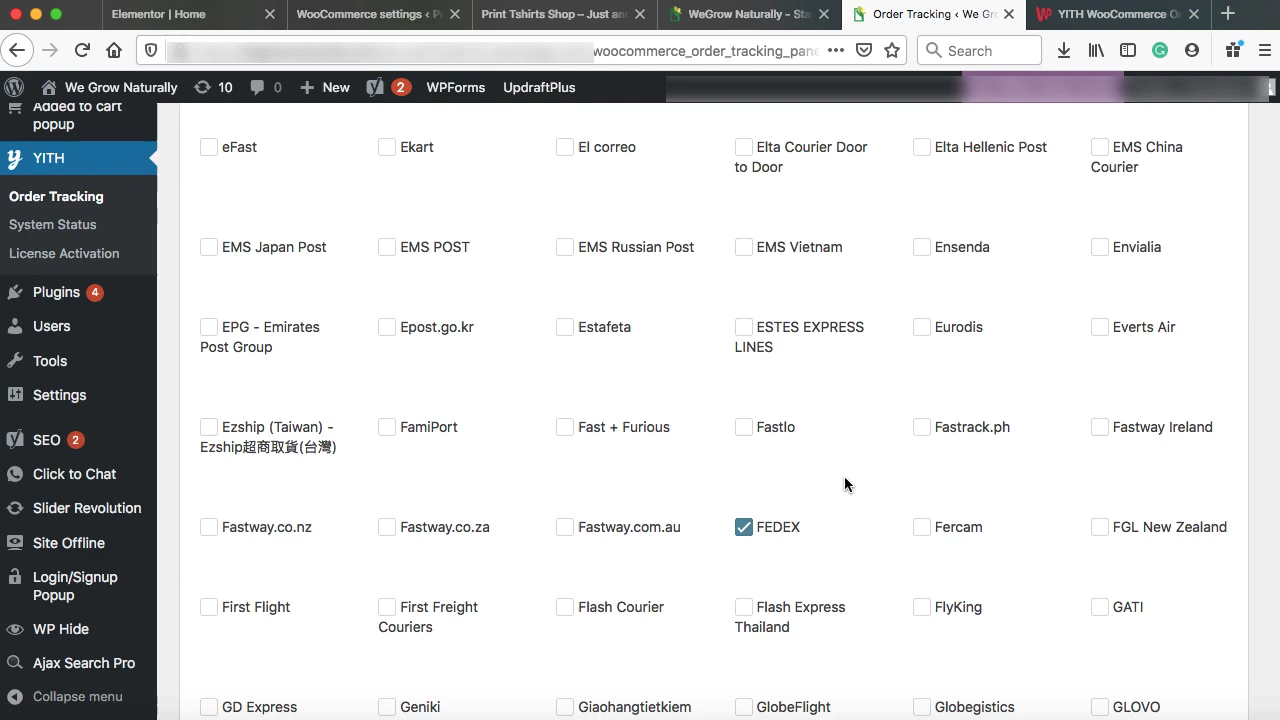 Elementor | Home
WooCommerce settings ‹ P
Print Tshirts Shop – Just an
WeGrow Naturally – Sta
Order Tracking ‹ We Gr
YITH WooCommerce O
woocommerce_order_tracking_pane
Search
We Grow Naturally
10
0
New
2
WPForms
UpdraftPlus
Added to cart
popup
YITH
Order Tracking
System Status
License Activation
Plugins 4
Users
Tools
Settings
SEO 2
Click to Chat
Slider Revolution
Site Offline
Login/Signup
Popup
WP Hide
Ajax Search Pro
Collapse menu
eFast
Ekart
El correo
Elta Courier Door
to Door
Elta Hellenic Post
EMS China
Courier
EMS Japan Post
EMS POST
EMS Russian Post
EMS Vietnam
Ensenda
Envialia
EPG - Emirates
Post Group
Epost.go.kr
Estafeta
ESTES EXPRESS
LINES
Eurodis
Everts Air
Ezship (Taiwan) -
Ezship超商取貨(台灣)
FamiPort
Fast + Furious
Fastlo
Fastrack.ph
Fastway Ireland
Fastway.co.nz
Fastway.co.za
Fastway.com.au
FEDEX
Fercam
FGL New Zealand
First Flight
First Freight
Couriers
Flash Courier
Flash Express
Thailand
FlyKing
GATI
GD Express
Geniki
Giaohangtietkiem
GlobeFlight
Globegistics
GLOVO